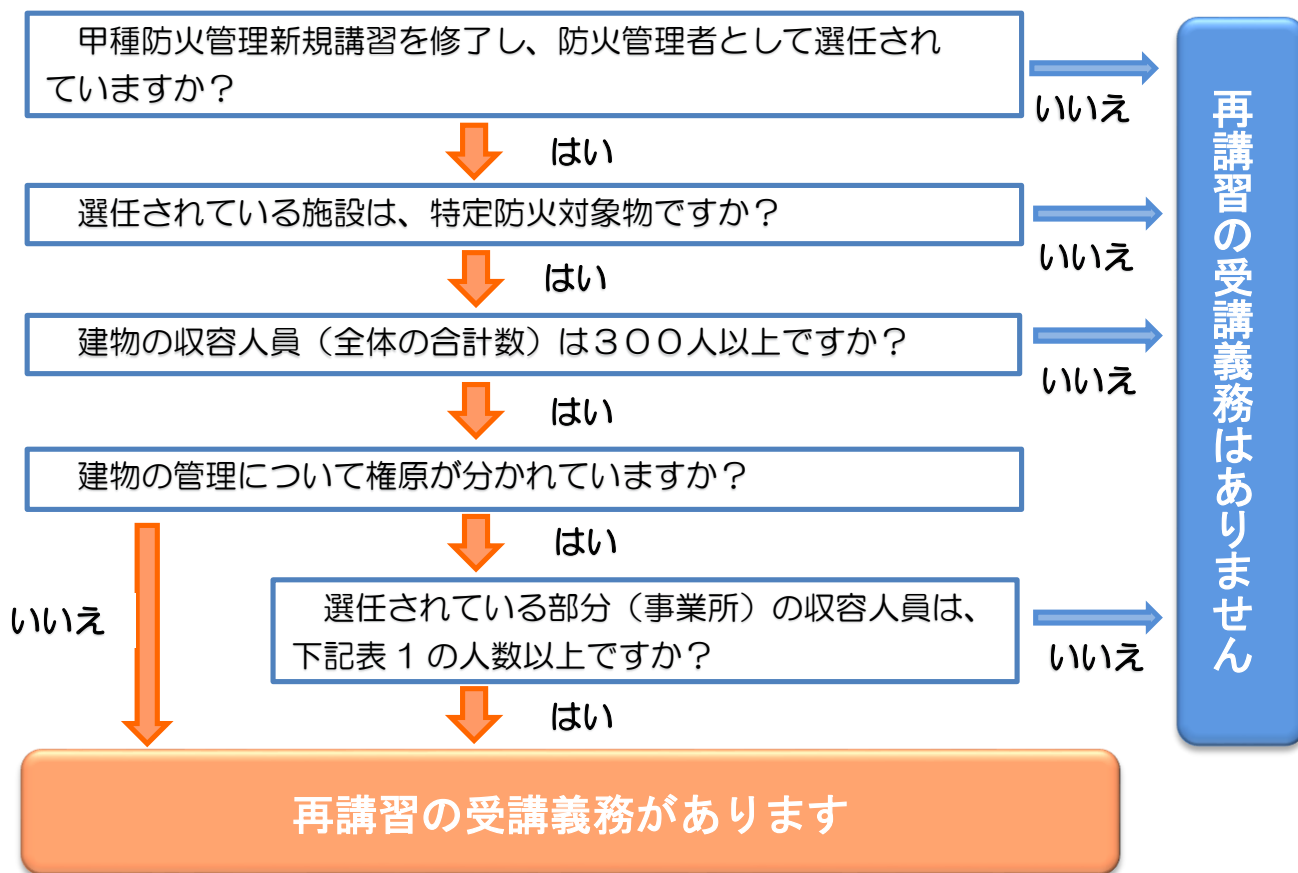 甲種防火管理新規講習を修了し、防火管理者として選任され
ていますか？
いいえ
はい
選任されている施設は、特定防火対象物ですか？
いいえ
はい
建物の収容人員（全体の合計数）は３００人以上ですか？
いいえ
はい
建物の管理について権原が分かれていますか？
はい
いいえ
選任されている部分（事業所）の収容人員は、
下記表１の人数以上ですか？
いいえ
はい
再講習の受講義務があります
再講習の受講義務はありません